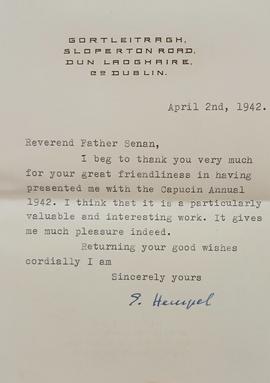 GORTLEITRAGH,
SLOPERTON ROAD,
DUN LAOGHAIRE,
Co DUBLIN.
April 2nd, 1942.
Reverend Father Senan,
I beg to thank you very much
for your great friendliness in having
presented me with the Capucin Annual
1942. I think that it is a particularly
valuable and interesting work. It gives
me much pleasure indeed.
Returning your good wishes
cordially I am
Sincerely yours
E. Hempel